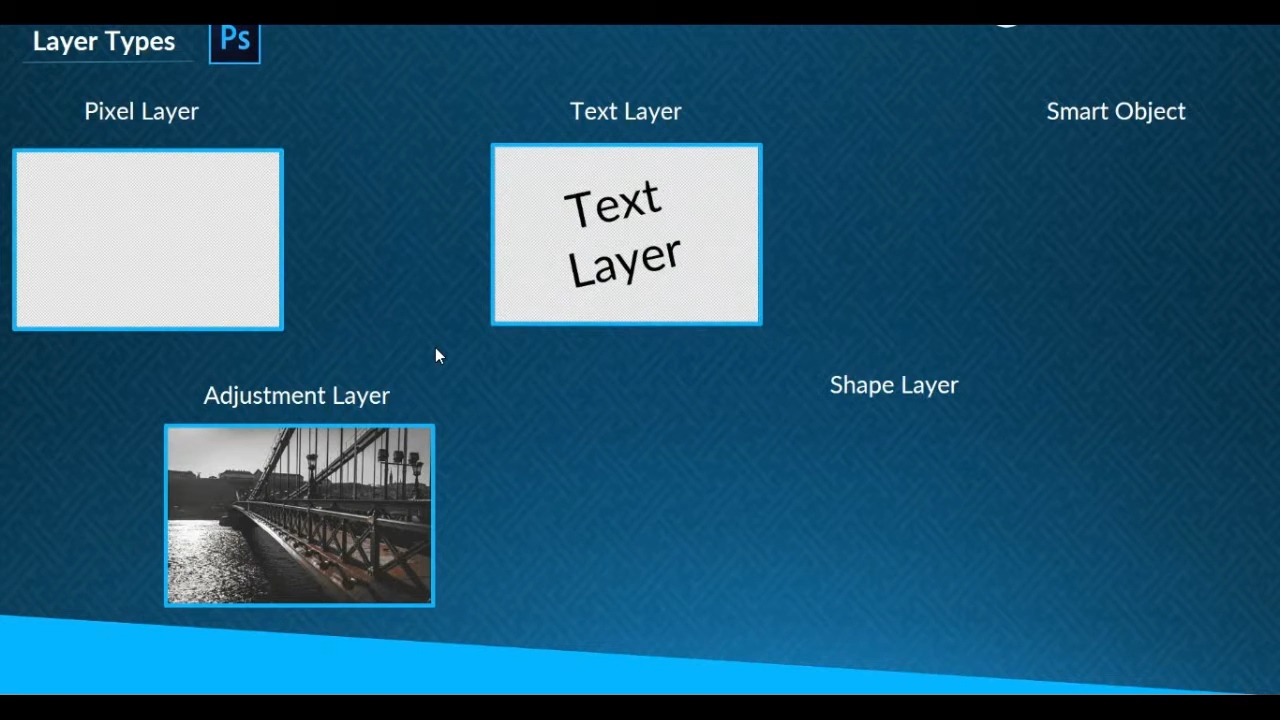 Layer Types
Ps
Pixel Layer
Text Layer
Smart Object
Text
Layer
Adjustment Layer
Shape Layer